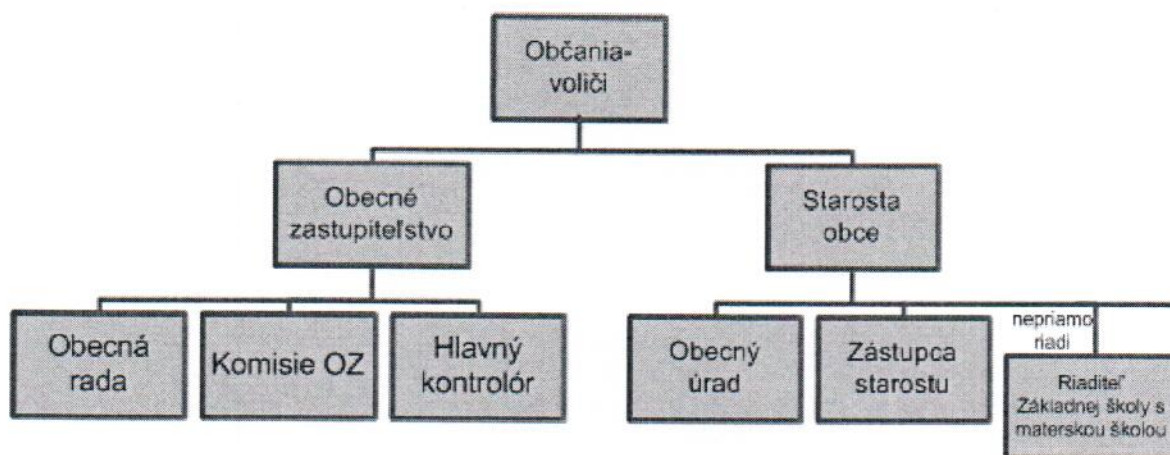 Občania-
voliči
Obecné
zastupiteľstvo
Starosta
obce
Obecná
rada
Komisie OZ
Hlavný
kontrolór
Obecný
úrad
Zástupca
starostu
nepriamo
riadi
Riaditeľ
Základnej školy s
materskou školou